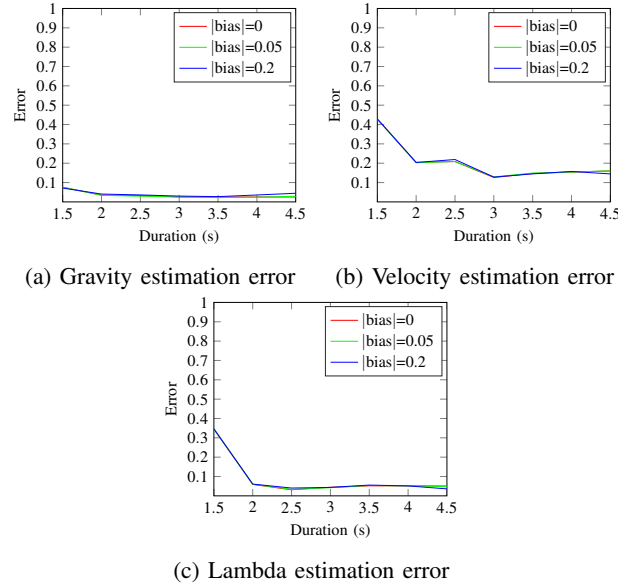 1
0.9
0.8
0.7
0.6
0.5
0.4
0.3
0.2
0.1
Error
|bias|=0
|bias|=0.05
|bias|=0.2
1.5 2 2.5 3 3.5 4 4.5
Duration (s)
(a) Gravity estimation error
1
0.9
0.8
0.7
0.6
0.5
0.4
0.3
0.2
0.1
Error
|bias|=0
|bias|=0.05
|bias|=0.2
1.5 2 2.5 3 3.5 4 4.5
Duration (s)
(b) Velocity estimation error
1
0.9
0.8
0.7
0.6
0.5
0.4
0.3
0.2
0.1
Error
|bias|=0
|bias|=0.05
|bias|=0.2
1.5 2 2.5 3 3.5 4 4.5
Duration (s)
(c) Lambda estimation error